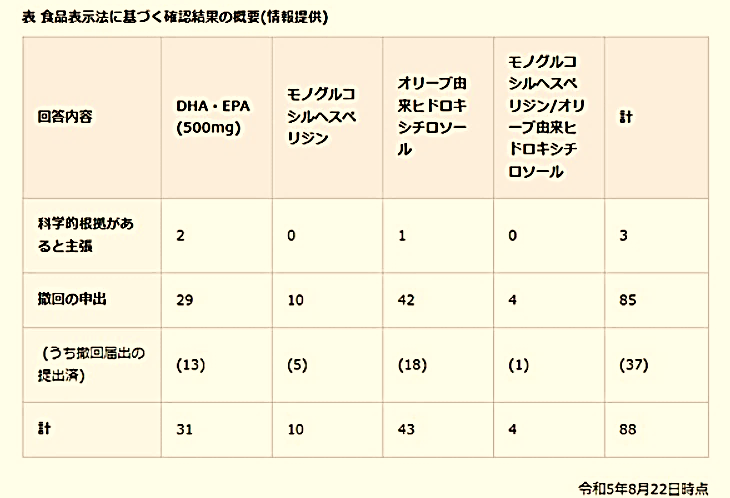 表 食品表示法に基づく確認結果の概要(情報提供)
回答内容
DHA・EPA
(500mg)
モノグルコ
シルヘスペ
リジン
オリーブ由
来ヒドロキ
シチロソー
ル
モノグルコ
シルヘスペ
リジン/オリ
ーブ由来ヒ
ドロキシチ
ロソール
計
科学的根拠があ
ると主張
2
0
1
0
3
撤回の申出
29
10
42
4
85
(うち撤回届出の
提出済)
(13)
(5)
(18)
(1)
(37)
計
31
10
43
4
88
令和5年8月22日時点